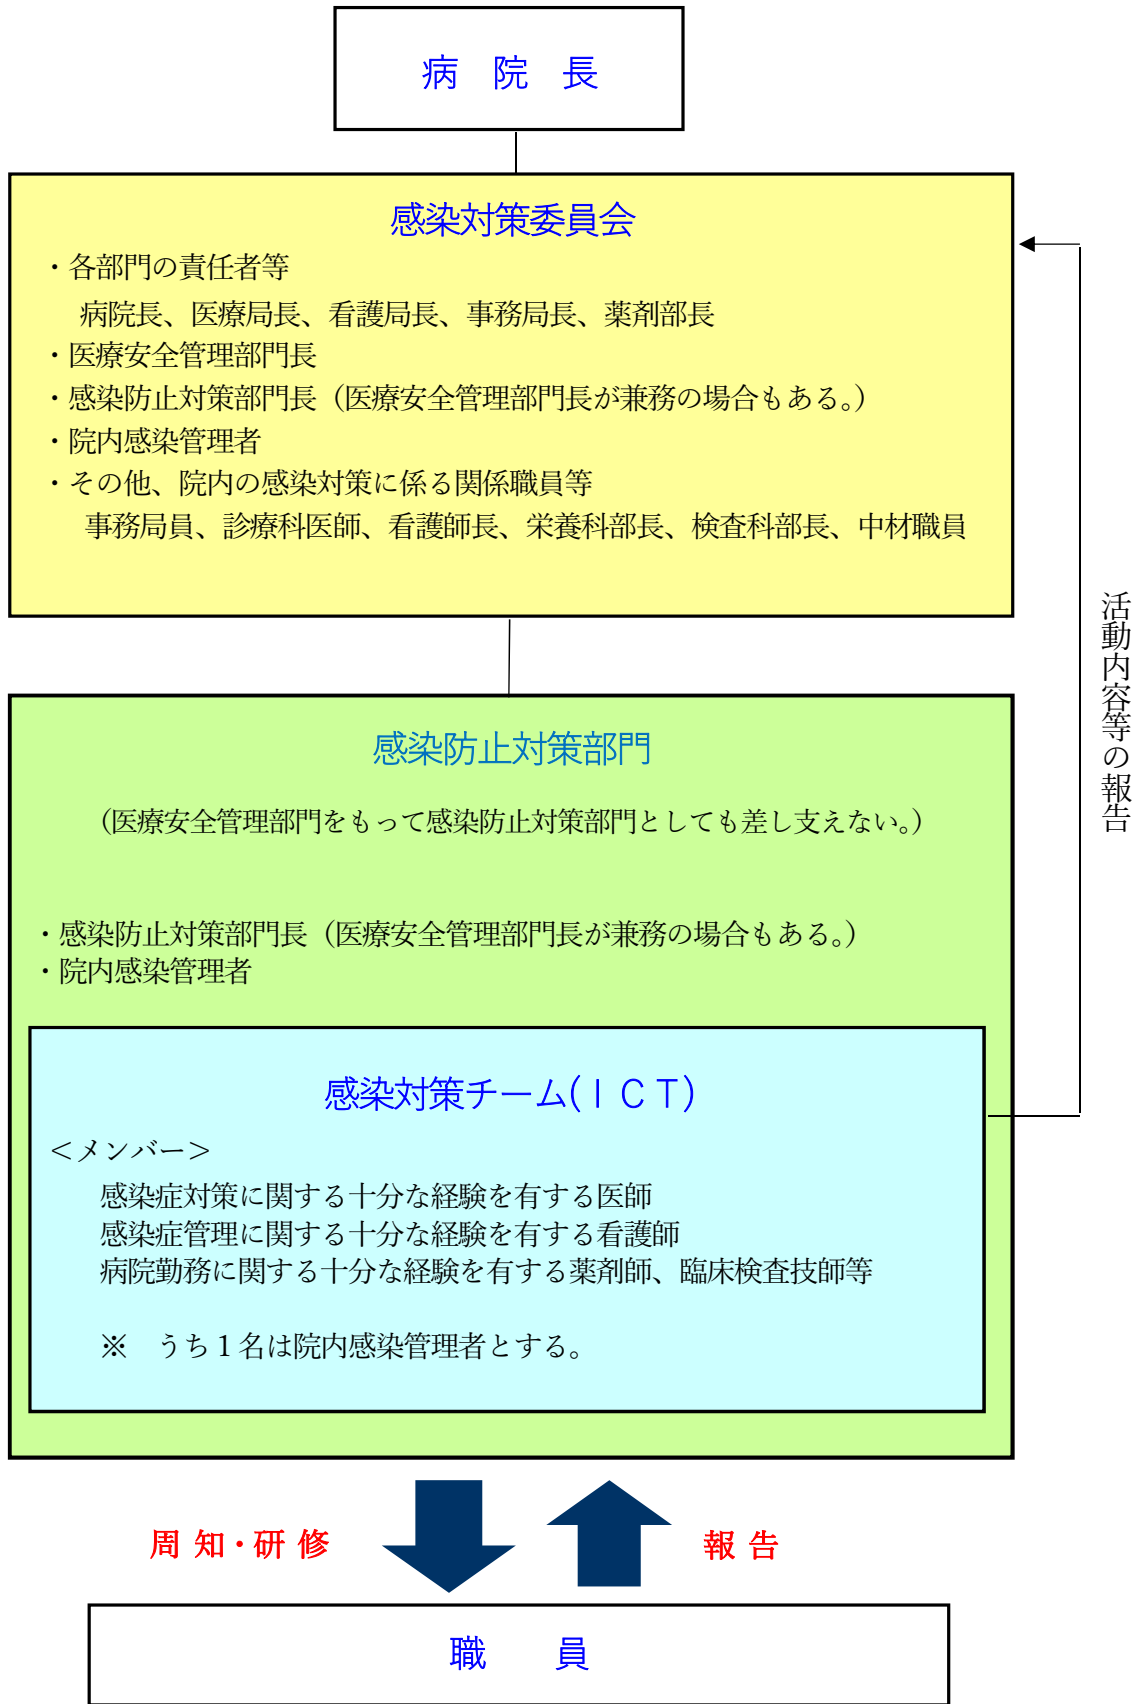 病　院　長
感染対策委員会
・各部門の責任者等
病院長、医療局長、看護局長、事務局長、薬剤部長
・医療安全管理部門長
・感染防止対策部門長（医療安全管理部門長が兼務の場合もある。）
・院内感染管理者
・その他、院内の感染対策に係る関係職員等
事務局員、診療科医師、看護師長、栄養科部長、検査科部長、中材職員
活動内容等の報告
感染防止対策部門
（医療安全管理部門をもって感染防止対策部門としても差し支えない。）
・感染防止対策部門長（医療安全管理部門長が兼務の場合もある。）
・院内感染管理者
感染対策チーム(ＩＣＴ)
＜メンバー＞
感染症対策に関する十分な経験を有する医師
感染症管理に関する十分な経験を有する看護師
病院勤務に関する十分な経験を有する薬剤師、臨床検査技師等
※　うち１名は院内感染管理者とする。
周 知・研 修
報 告
職　　員